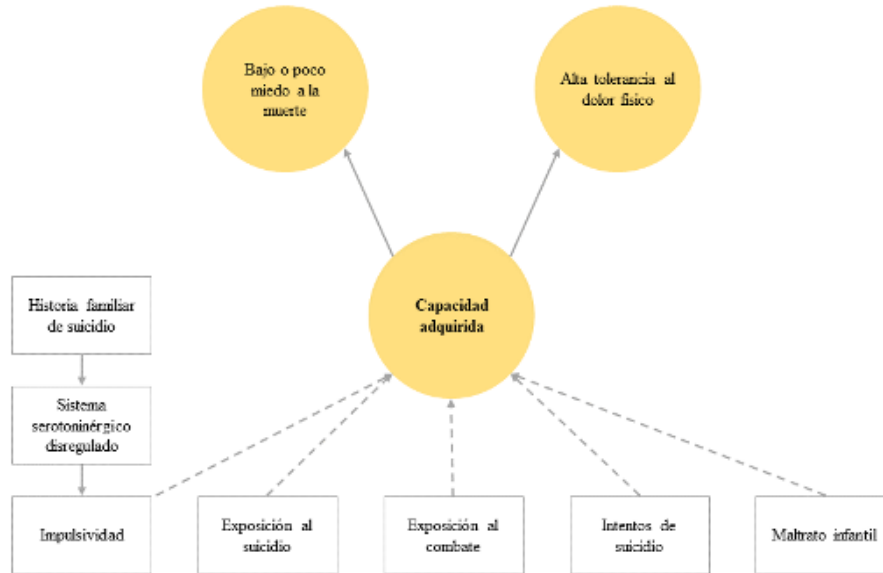 Bajo o poco
miedo a la
muerte
Alta tolerancia al
dolor físico
Capacidad
adquirida
Historia familiar
de suicidio
Sistema
serotoninérgico
disregulado
Impulsividad
Exposición al
suicidio
Exposición al
combate
Intentos de
suicidio
Maltrato infantil